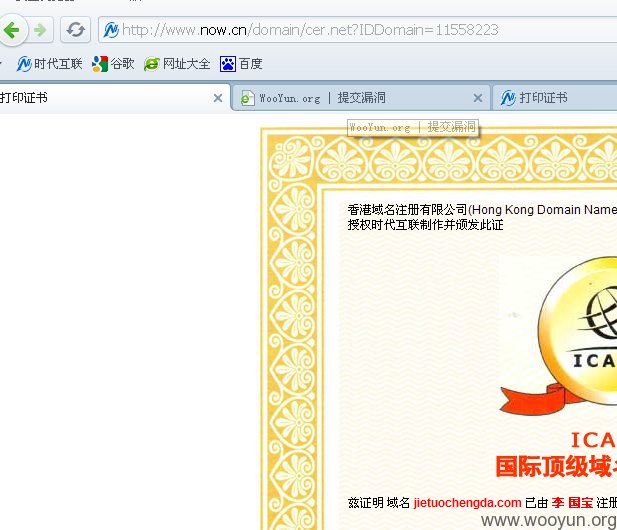 http://www.now.cn/domain/cer.net?IDDomain=11558223
时代互联 谷歌 网址大全 百度
打印证书 WooYun.org | 提交漏洞 打印证书
WooYun.org | 提交漏洞
香港域名注册有限公司(Hong Kong Domain Name
授权时代互联制作并颁发此证
ICA
ICA
国际顶级域
兹证明 域名 jietuochengda.com 已由 李 国宝 注册
www.wooyun.org